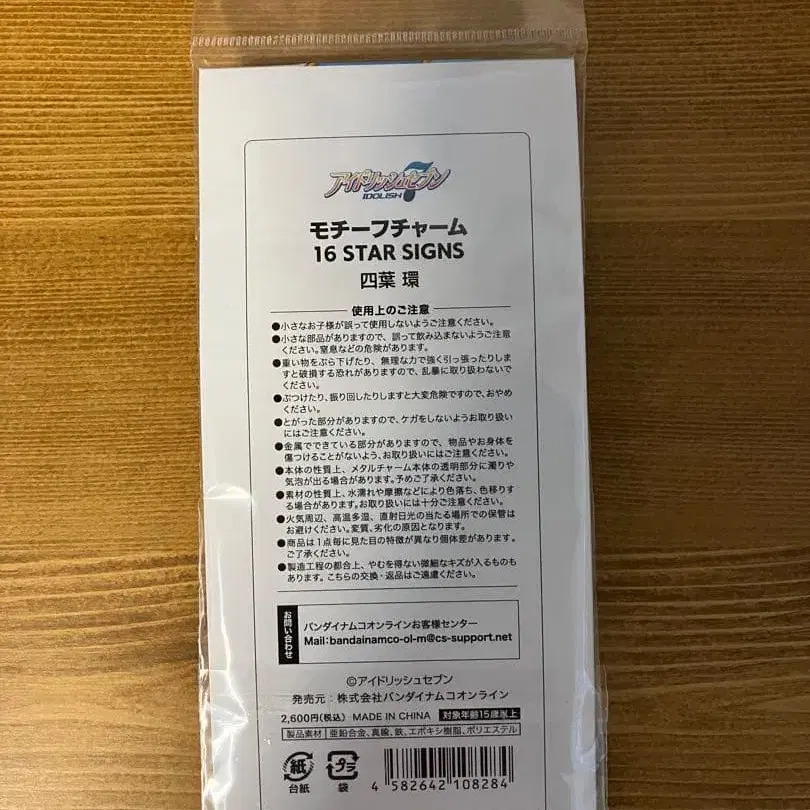 アイドリッシュセブン
IDOLiSH 7
モチーフチャーム
16 STAR SIGNS
四葉 環
使用上のご注意
●小さなお子様が誤って使用しないようご注意ください。
●小さな部品がありますので、誤って飲み込まないようご注意
ください。窒息などの危険があります。
●重い物をぶら下げたり、無理な力で強く引っ張ったりしま
すと破損する恐れがありますので、乱暴に取り扱わないで
ください。
●ぶつけたり、振り回したりしますと大変危険ですので、おやめ
ください。
●とがった部分がありますので、ケガをしないようお取り扱い
にはご注意ください。
●金属でできている部分がありますので、物品やお身体を
傷つけることがないよう、お取り扱いにはご注意ください。
●本体の性質上、メタルチャーム本体の透明部分に濁りや
気泡が出る場合があります。予めご了承ください。
●素材の性質上、水濡れや摩擦などにより色落ち、色移りす
る場合があります。お取り扱いには十分ご注意ください。
●火気周辺、高温多湿、直射日光の当たる場所での保管は
お避けください。変質、劣化の原因となります。
●商品は1点毎に見た目の特徴が異なり個体差があります。
ご了承ください。
●製造工程の都合上、やむを得ない微細なキズが入るものも
あります。こちらの交換・返品はご遠慮ください。
お問い合わせ
バンダイナムコオンラインお客様センター
Mail:bandainamco-ol-m@cs-support.net
©アイドリッシュセブン
発売元：株式会社バンダイナムコオンライン
2,600円(税込) MADE IN CHINA 対象年齢15歳以上
製品素材 亜鉛合金、真鍮、鉄、エポキシ樹脂、ポリエステル
紙
台紙
プラ
袋
4 582642 108284